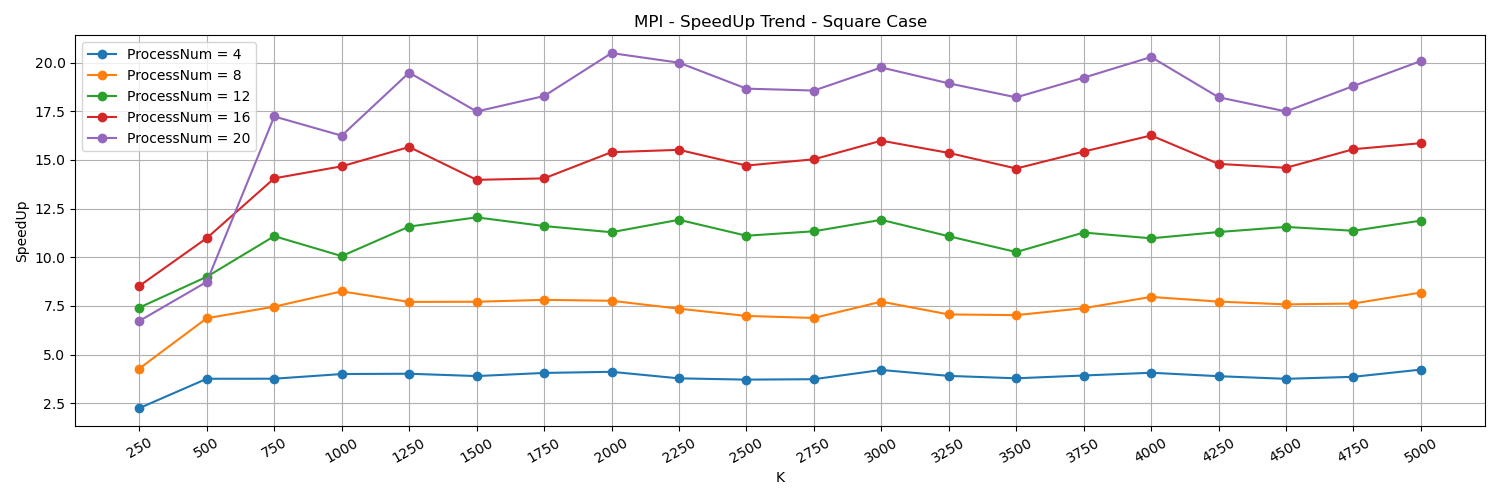 MPI - SpeedUp Trend - Square Case
ProcessNum = 4
ProcessNum = 8
ProcessNum = 12
ProcessNum = 16
ProcessNum = 20
SpeedUp
20.0
17.5
15.0
12.5
10.0
7.5
5.0
2.5
250 500 750 1000 1250 1500 1750 2000 2250 2500 2750 3000 3250 3500 3750 4000 4250 4500 4750 5000
K